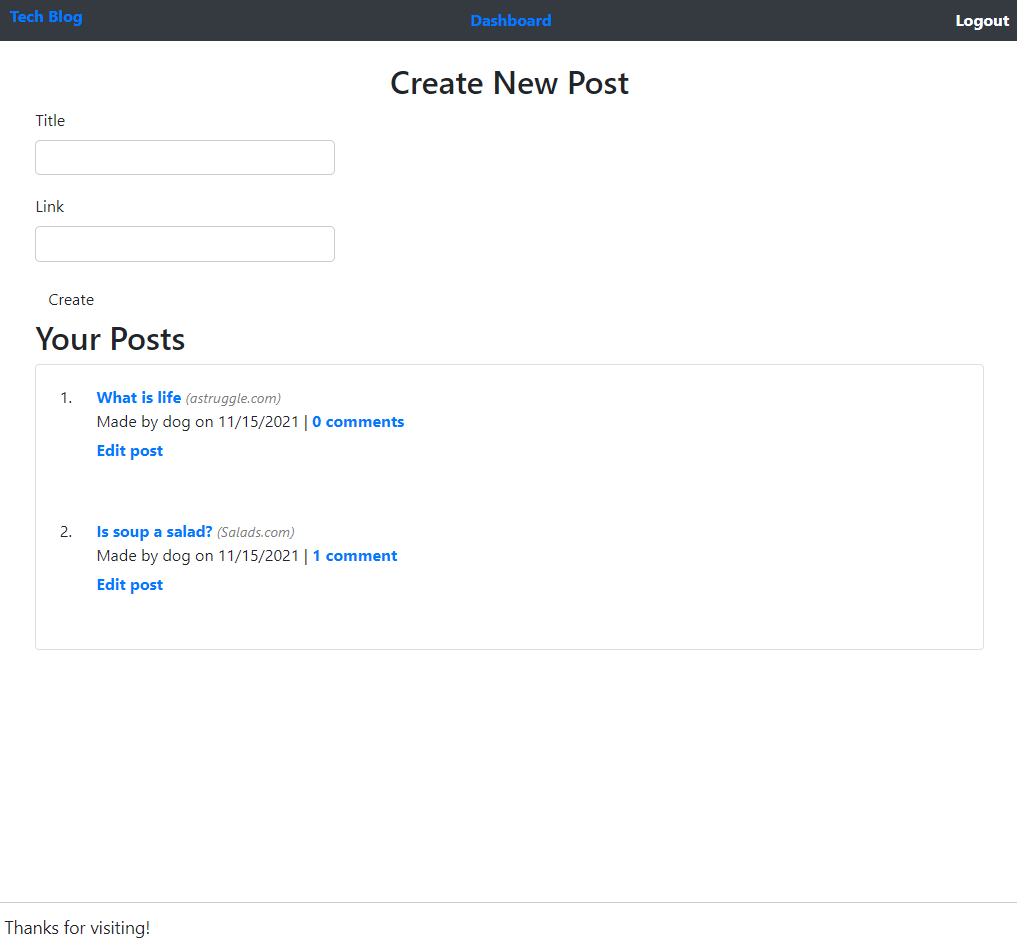 Tech Blog Dashboard Logout
Create New Post
Title
Link
Create
Your Posts
1. What is life (astruggle.com)
Made by dog on 11/15/2021 | 0 comments
Edit post
2. Is soup a salad? (Salads.com)
Made by dog on 11/15/2021 | 1 comment
Edit post
Thanks for visiting!